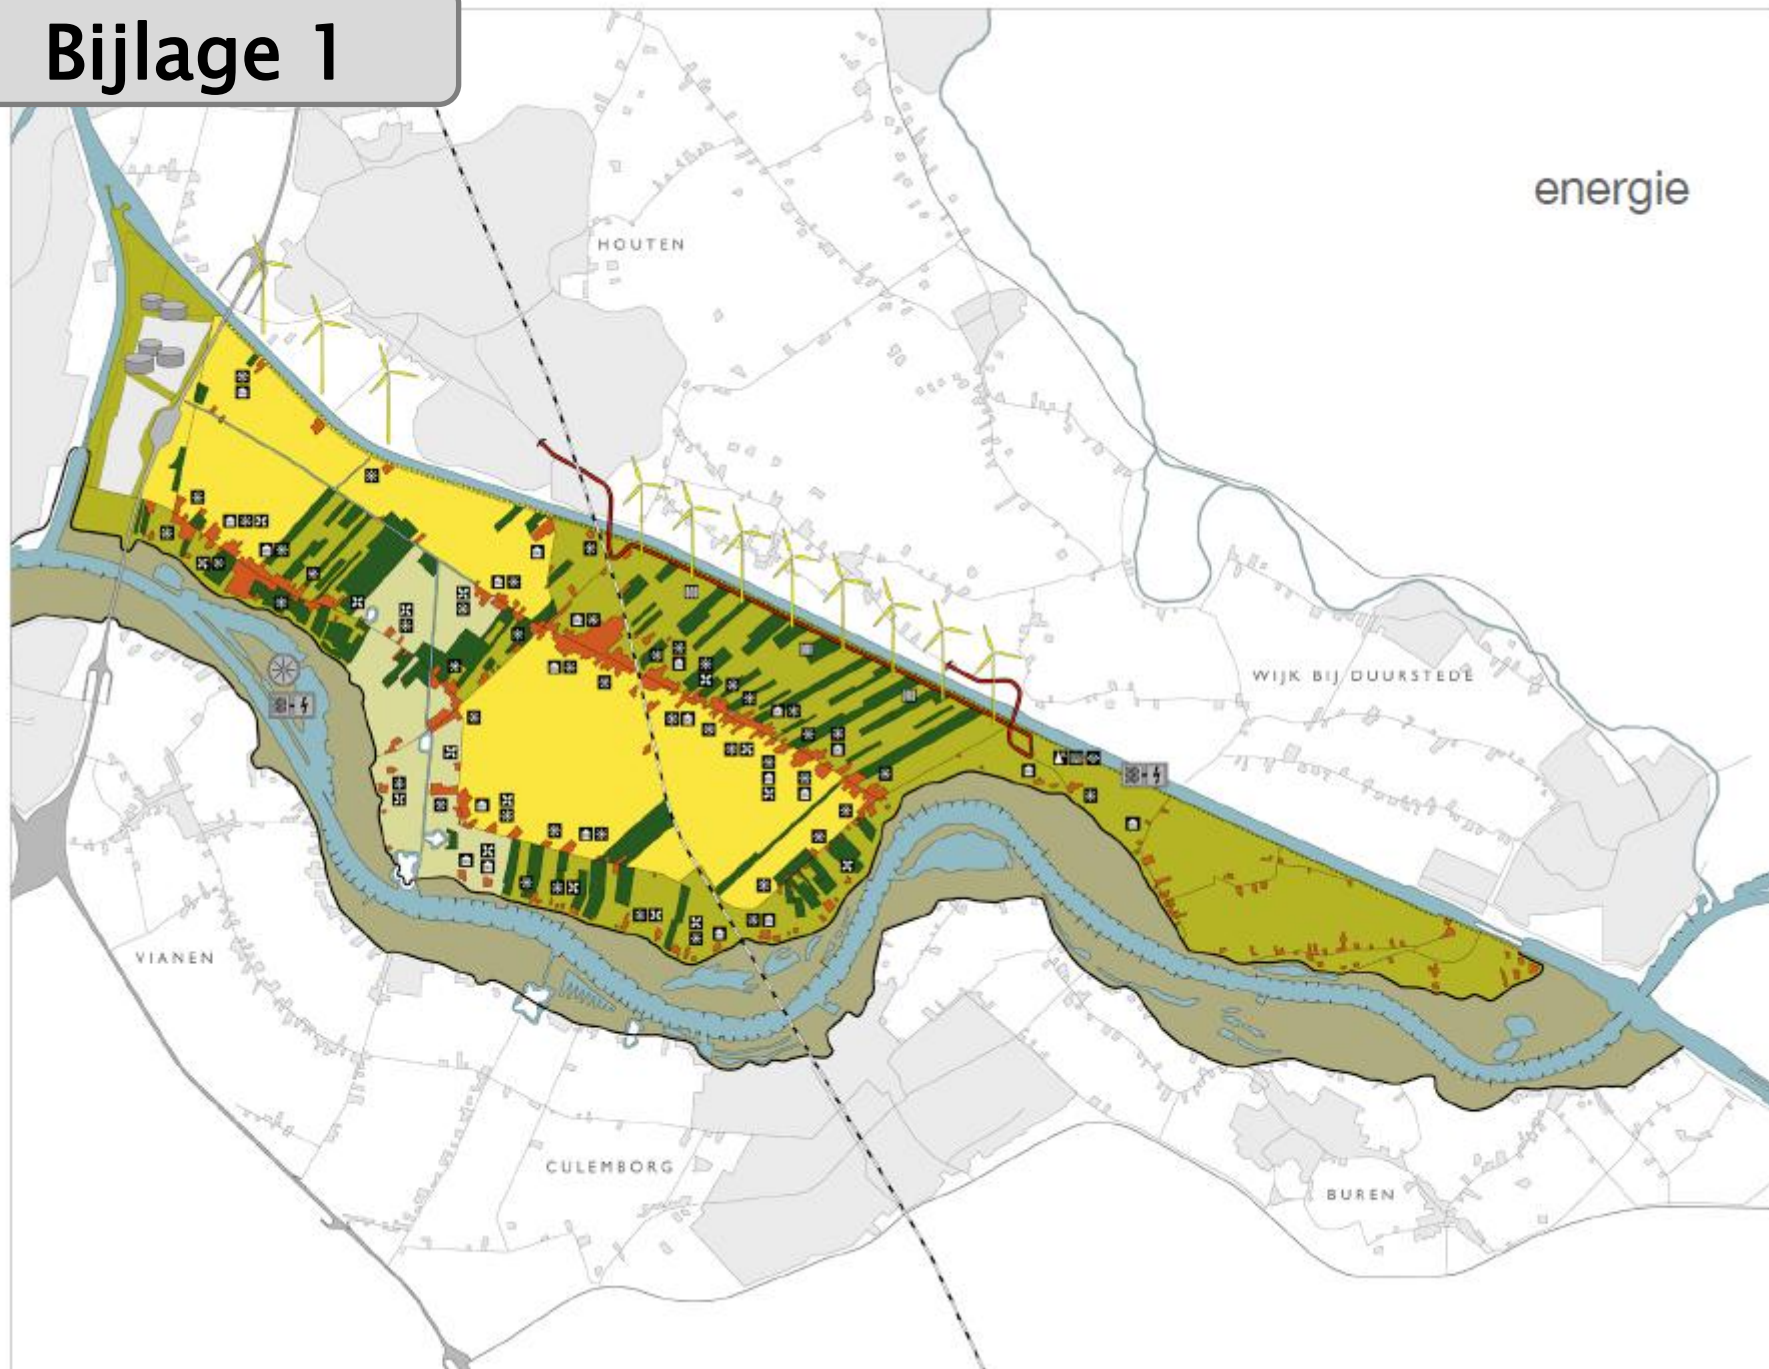 Bijlage 1
energie
HOUTEN
WIJK BIJ DUURSTEDE
VIANEN
CULEMBORG
BUREN